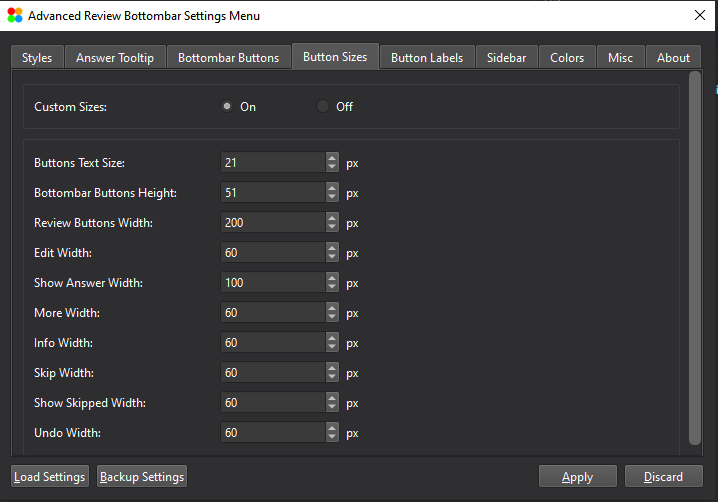 Advanced Review Bottombar Settings Menu
Styles Answer Tooltip Bottombar Buttons Button Sizes Button Labels Sidebar Colors Misc About
Custom Sizes: On Off
Buttons Text Size: 21 px
Bottombar Buttons Height: 51 px
Review Buttons Width: 200 px
Edit Width: 60 px
Show Answer Width: 100 px
More Width: 60 px
Info Width: 60 px
Skip Width: 60 px
Show Skipped Width: 60 px
Undo Width: 60 px
Load Settings Backup Settings Apply Discard